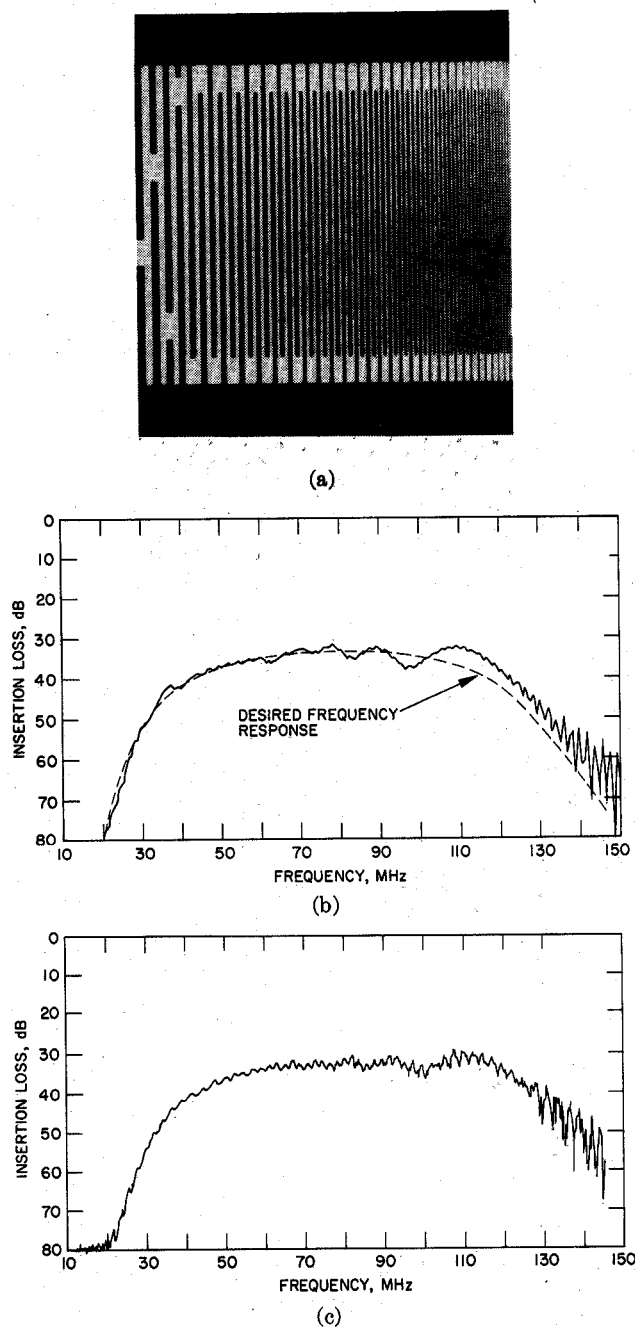 (a)
0
10
20
30
40
50
60
70
80
INSERTION LOSS, dB
DESIRED FREQUENCY
RESPONSE
10 30 50 70 90 110 130 150
FREQUENCY, MHz
(b)
0
10
20
30
40
50
60
70
80
INSERTION LOSS, dB
10 30 50 70 90 110 130 150
FREQUENCY, MHz
(c)